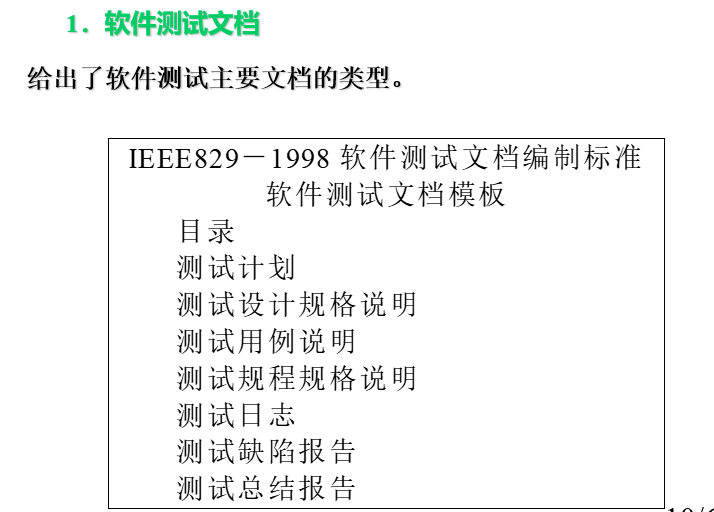 1. 软件测试文档
给出了软件测试主要文档的类型。
IEEE829－1998 软件测试文档编制标准
软件测试文档模板
目录
测试计划
测试设计规格说明
测试用例说明
测试规程规格说明
测试日志
测试缺陷报告
测试总结报告